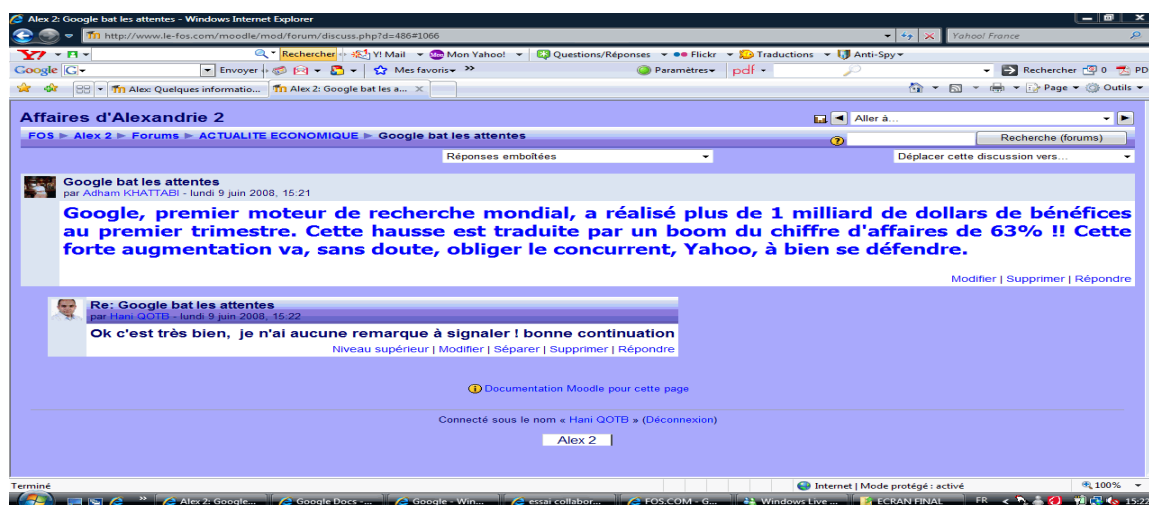 Alex 2: Google bat les attentes - Windows Internet Explorer
http://www.le-fos.com/moodle/mod/forum/discuss.php?d=486#1066
Yahoo! France
Rechercher Y! Mail Mon Yahoo! Questions/Réponses Flickr Traductions Anti-Spy
Google G Envoyer Mes favoris >> Paramètres pdf Rechercher 0 PD
Alex: Quelques informatio... Alex 2: Google bat les a... X Page Outils
Affaires d'Alexandrie 2 Aller à...
FOS ► Alex 2 ► Forums ► ACTUALITE ECONOMIQUE ► Google bat les attentes Recherche (forums)
Réponses emboîtées Déplacer cette discussion vers...
Google bat les attentes
par Adham KHATTABI - lundi 9 juin 2008, 15:21
Google, premier moteur de recherche mondial, a réalisé plus de 1 milliard de dollars de bénéfices
au premier trimestre. Cette hausse est traduite par un boom du chiffre d'affaires de 63% !! Cette
forte augmentation va, sans doute, obliger le concurrent, Yahoo, à bien se défendre.
Modifier | Supprimer | Répondre
Re: Google bat les attentes
par Hani QOTB - lundi 9 juin 2008, 15:22
Ok c'est très bien, je n'ai aucune remarque à signaler ! bonne continuation
Niveau supérieur | Modifier | Séparer | Supprimer | Répondre
Documentation Moodle pour cette page
Connecté sous le nom « Hani QOTB » (Déconnexion)
Alex 2
Terminé Internet | Mode protégé : activé 100%
Alex 2: Google... Google Docs -... Google - Win... essai collabor... FOS.COM - G... Windows Live ... ECRAN FINAL FR 15:22